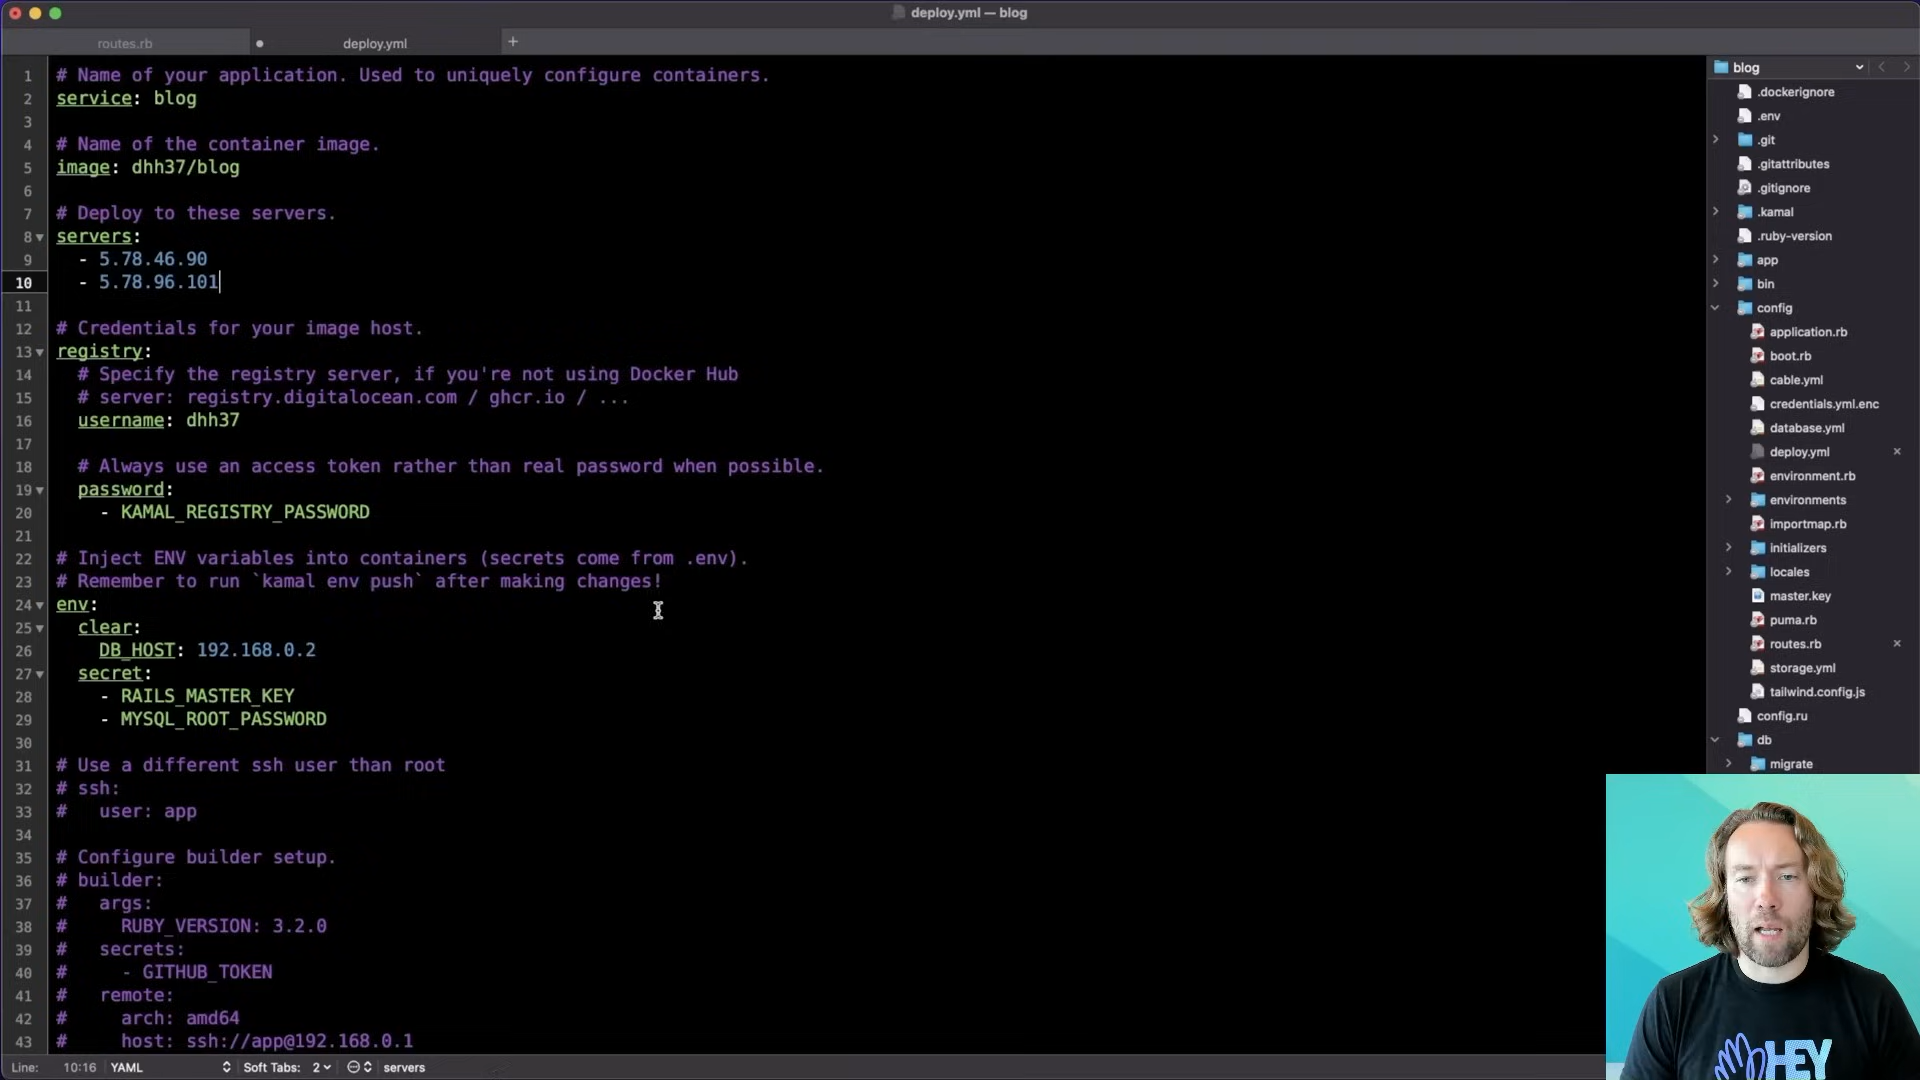 deploy.yml — blog
routes.rb
deploy.yml
+
1 # Name of your application. Used to uniquely configure containers.
2 service: blog
3
4 # Name of the container image.
5 image: dhh37/blog
6
7 # Deploy to these servers.
8 servers:
9 - 5.78.46.90
10 - 5.78.96.101
11
12 # Credentials for your image host.
13 registry:
14 # Specify the registry server, if you're not using Docker Hub
15 # server: registry.digitalocean.com / ghcr.io / ...
16 username: dhh37
17
18 # Always use an access token rather than real password when possible.
19 password:
20 - KAMAL_REGISTRY_PASSWORD
21
22 # Inject ENV variables into containers (secrets come from .env).
23 # Remember to run `kamal env push` after making changes!
24 env:
25 clear:
26 DB_HOST: 192.168.0.2
27 secret:
28 - RAILS_MASTER_KEY
29 - MYSQL_ROOT_PASSWORD
30
31 # Use a different ssh user than root
32 # ssh:
33 # user: app
34
35 # Configure builder setup.
36 # builder:
37 # args:
38 # RUBY_VERSION: 3.2.0
39 # secrets:
40 # - GITHUB_TOKEN
41 # remote:
42 # arch: amd64
43 # host: ssh://app@192.168.0.1
Line: 10:16 YAML Soft Tabs: 2 servers
blog
.dockerignore
.env
.git
.gitattributes
.gitignore
.kamal
.ruby-version
app
bin
config
application.rb
boot.rb
cable.yml
credentials.yml.enc
database.yml
deploy.yml
environment.rb
environments
importmap.rb
initializers
locales
master.key
puma.rb
routes.rb
storage.yml
tailwind.config.js
config.ru
db
migrate
HEY